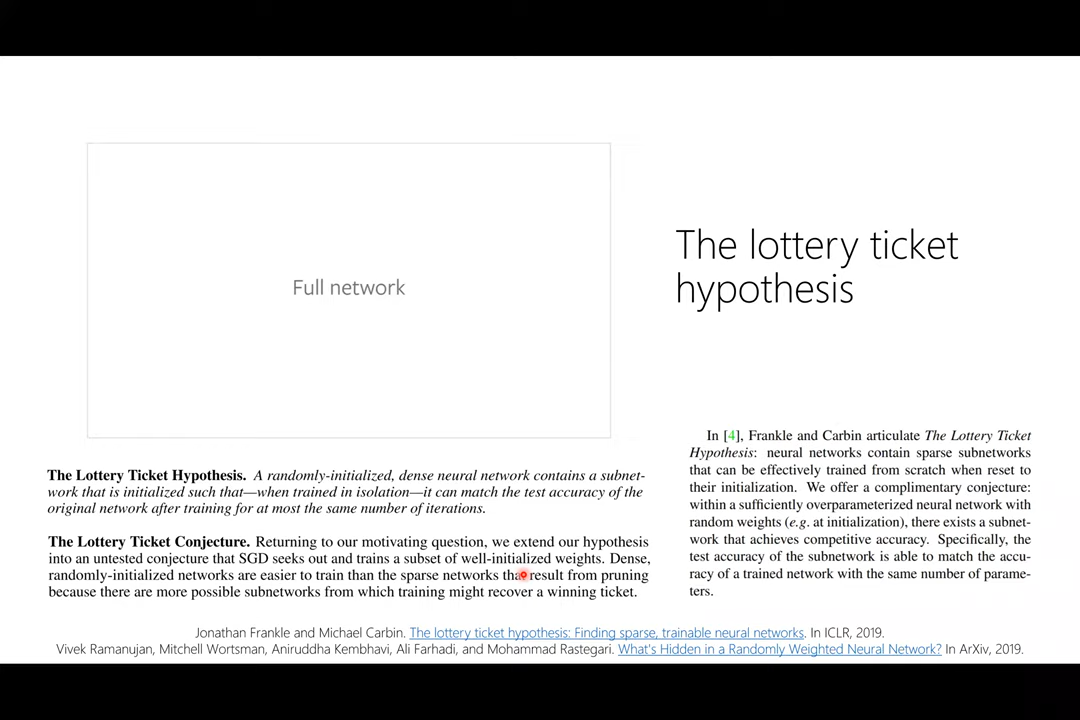 Full network
The lottery ticket
hypothesis
The Lottery Ticket Hypothesis. A randomly-initialized, dense neural network contains a subnet-
work that is initialized such that—when trained in isolation—it can match the test accuracy of the
original network after training for at most the same number of iterations.
The Lottery Ticket Conjecture. Returning to our motivating question, we extend our hypothesis
into an untested conjecture that SGD seeks out and trains a subset of well-initialized weights. Dense,
randomly-initialized networks are easier to train than the sparse networks that result from pruning
because there are more possible subnetworks from which training might recover a winning ticket.
In [4], Frankle and Carbin articulate The Lottery Ticket
Hypothesis: neural networks contain sparse subnetworks
that can be effectively trained from scratch when reset to
their initialization. We offer a complimentary conjecture:
within a sufficiently overparameterized neural network with
random weights (e.g. at initialization), there exists a subnet-
work that achieves competitive accuracy. Specifically, the
test accuracy of the subnetwork is able to match the accu-
racy of a trained network with the same number of parame-
ters.
Jonathan Frankle and Michael Carbin. The lottery ticket hypothesis: Finding sparse, trainable neural networks. In ICLR, 2019.
Vivek Ramanujan, Mitchell Wortsman, Aniruddha Kembhavi, Ali Farhadi, and Mohammad Rastegari. What's Hidden in a Randomly Weighted Neural Network? In ArXiv, 2019.